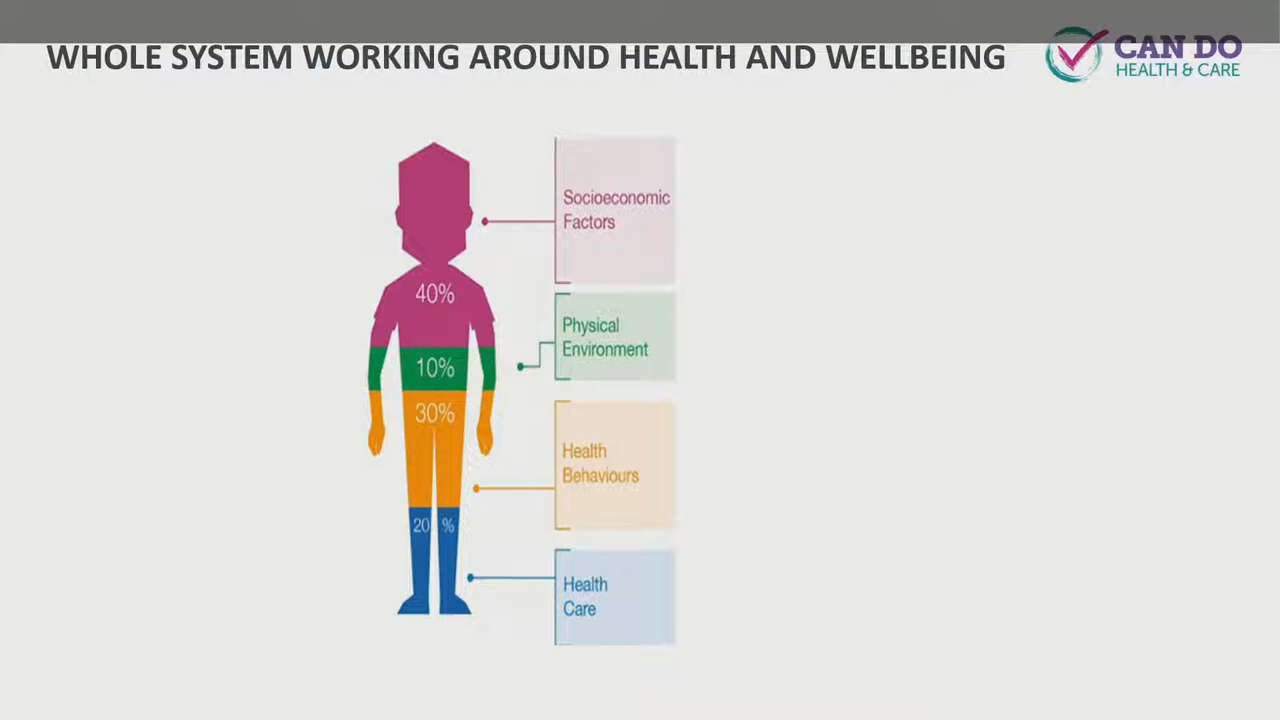 WHOLE SYSTEM WORKING AROUND HEALTH AND WELLBEING
CAN DO
HEALTH & CARE
Socioeconomic
Factors
40%
Physical
Environment
10%
30%
Health
Behaviours
20 %
Health
Care